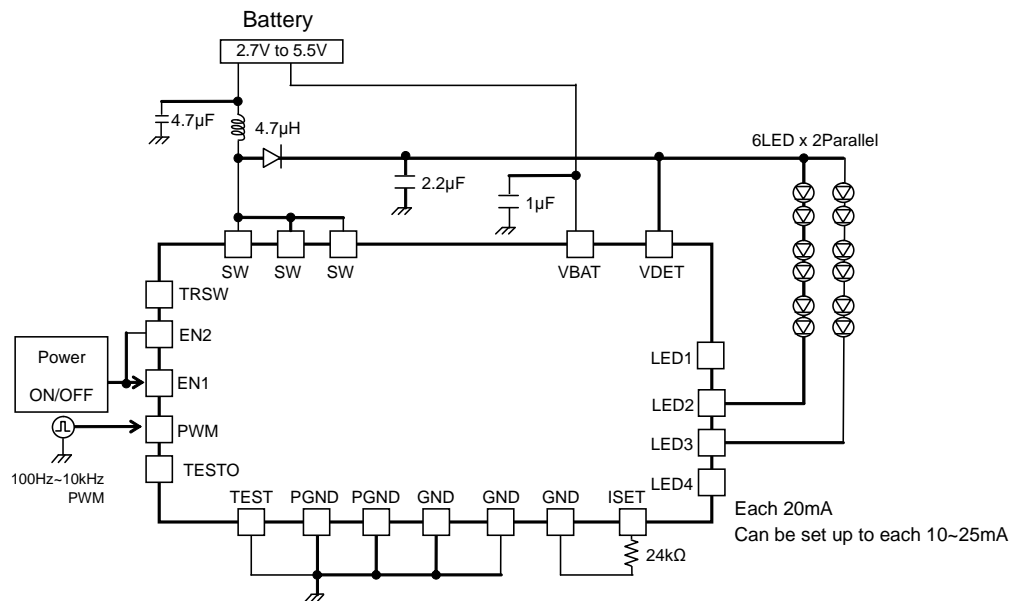 Battery
2.7V to 5.5V
4.7µF
4.7µH
6LED x 2Parallel
2.2µF
1µF
SW
SW
SW
VBAT
VDET
TRSW
EN2
Power
ON/OFF
EN1
PWM
100Hz~10kHz
PWM
TESTO
LED1
LED2
LED3
LED4
TEST
PGND
PGND
GND
GND
GND
ISET
24kΩ
Each 20mA
Can be set up to each 10~25mA